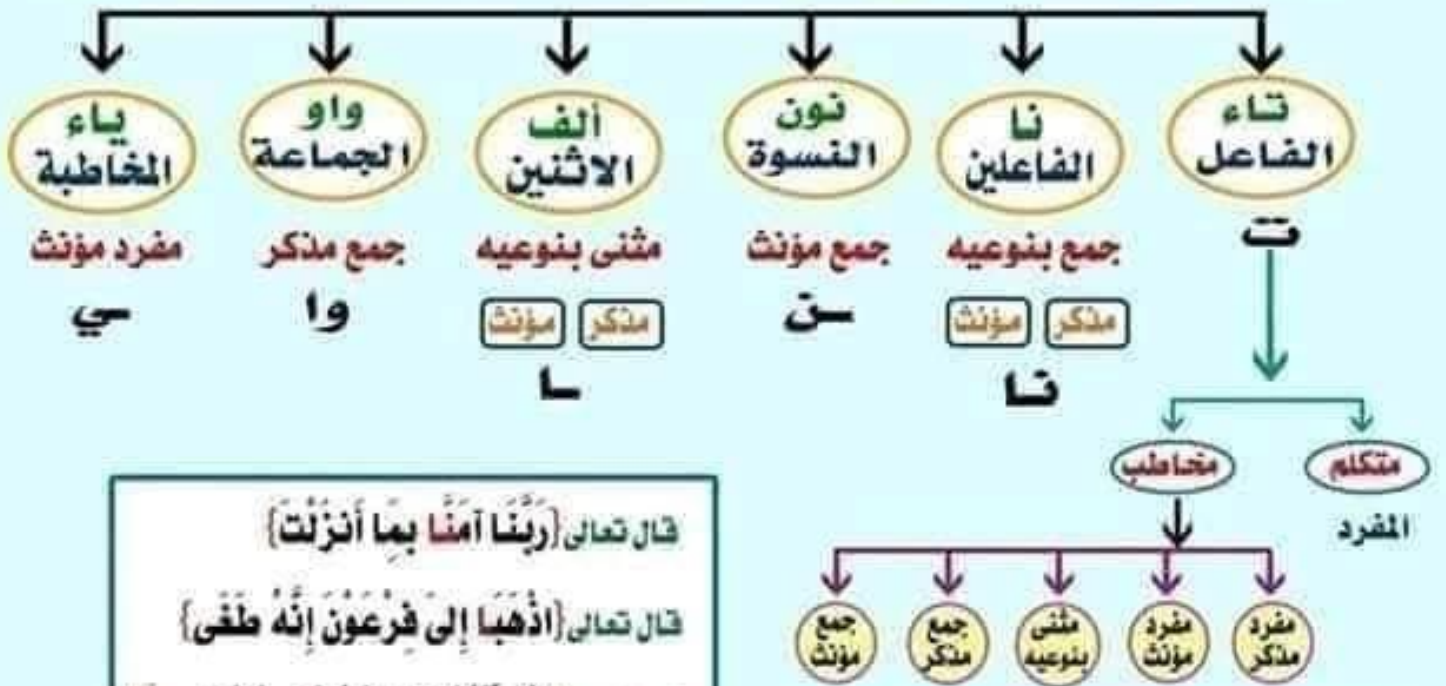 تاء الفاعل
ت
نا الفاعلين
جمع بنوعيه
مذكر مؤنث
نا
نون النسوة
جمع مؤنث
ـن
ألف الاثنين
مثنى بنوعيه
مذكر مؤنث
ـا
واو الجماعة
جمع مذكر
وا
ياء المخاطبة
مفرد مؤنث
ـي
متكلم
المفرد
مخاطب
مفرد مذكر
مفرد مؤنث
مثنى بنوعيه
جمع مذكر
جمع مؤنث
قال تعالى {رَبَّنَا آمَنَّا بِمَا أَنزَلْتَ}
قال تعالى {اذْهَبَا إِلَىٰ فِرْعَوْنَ إِنَّهُ طَغَى}